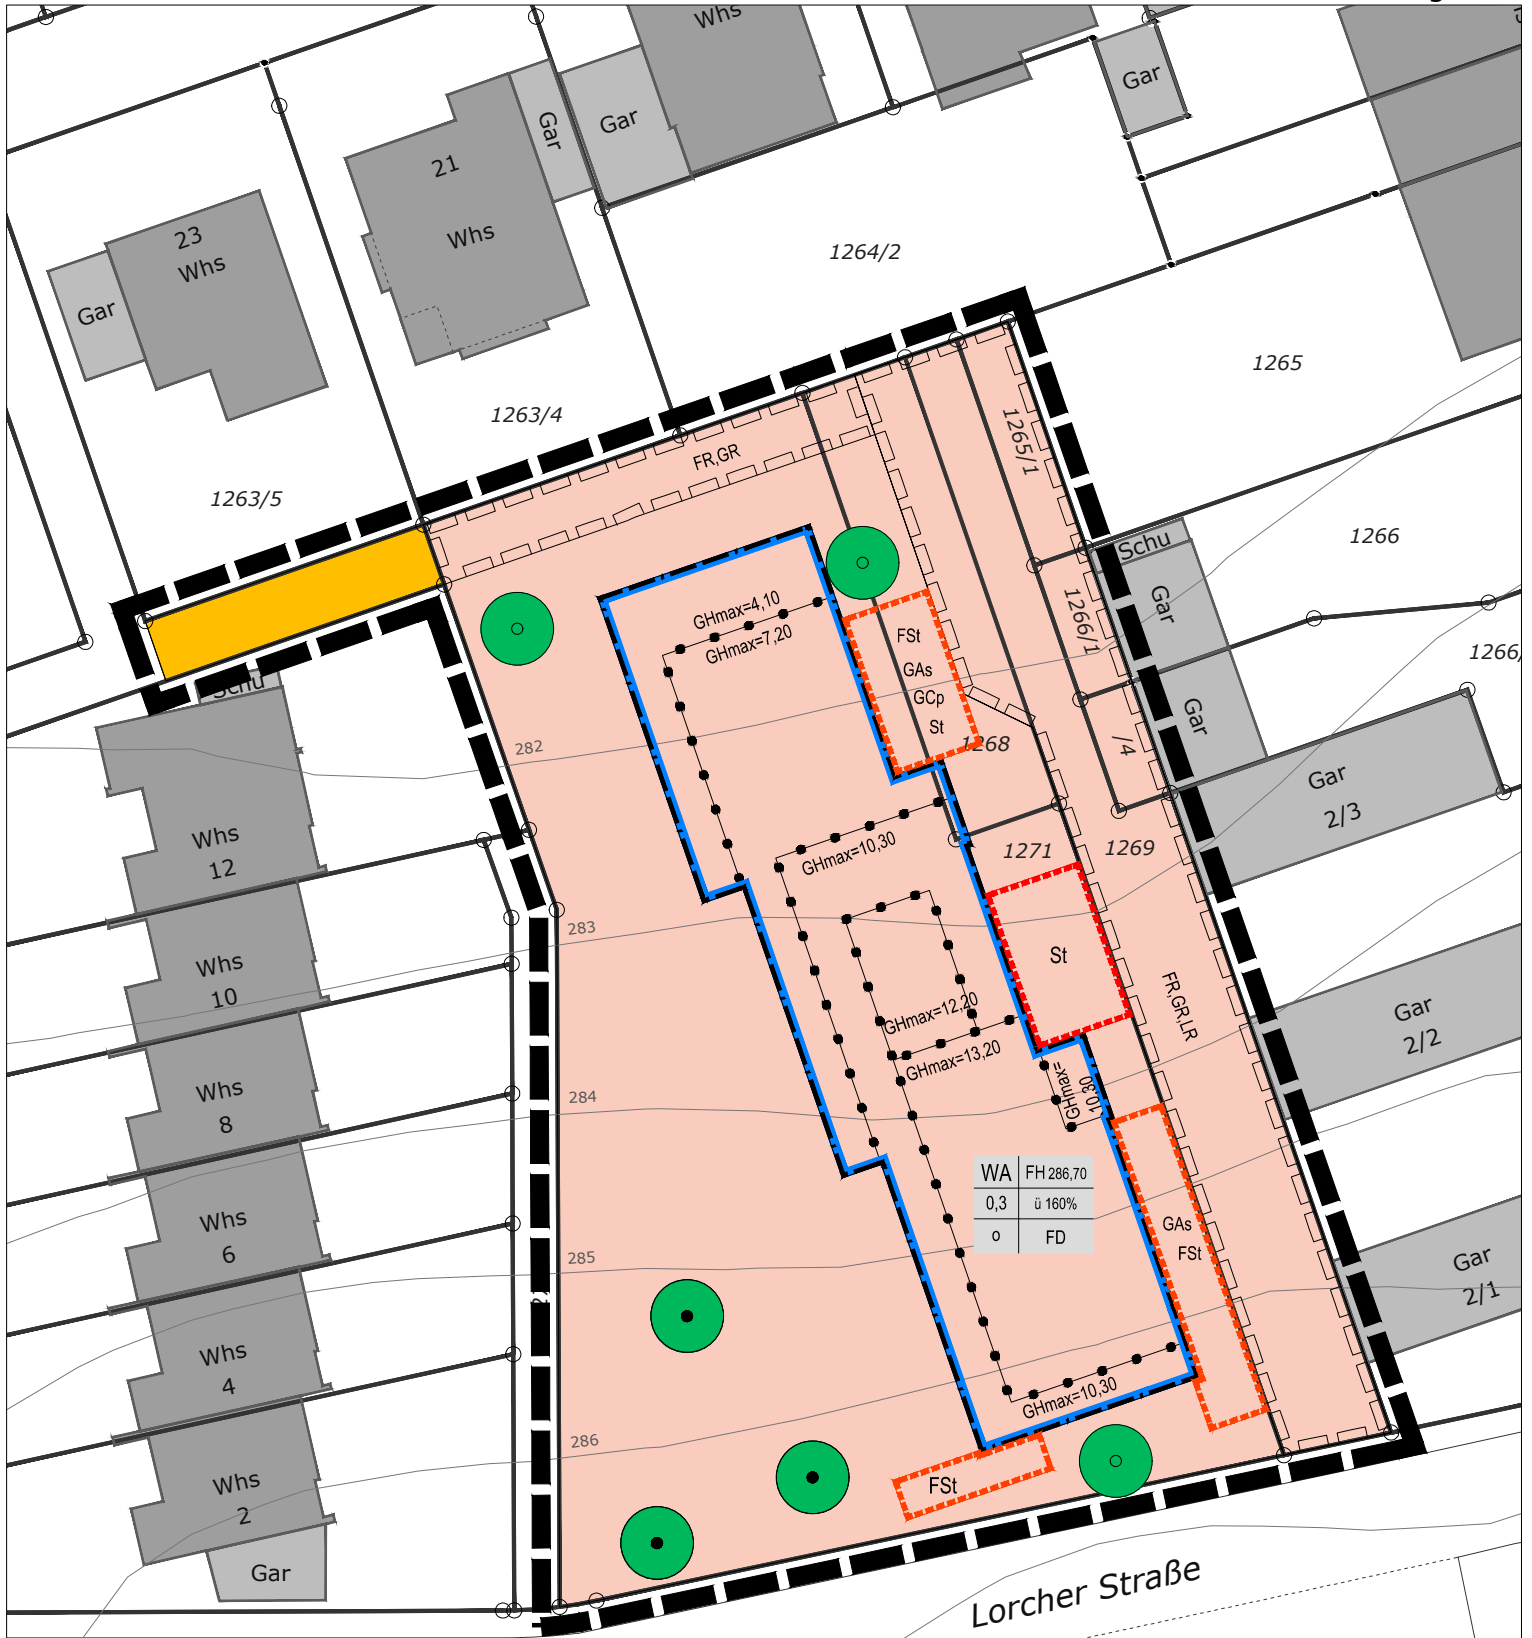 Whs
Gar
Gar
Gar
21
Whs
23
Whs
Gar
1264/2
1265
1263/4
1265/1
1263/5
FR,GR
Schu
1266
Gar
1266/1
GHmax=4,10
GHmax=7,20
FSt
GAs
GCp
St
1266/
Schu
Gar
282
1268
/4
Gar
2/3
Whs
12
GHmax=10,30
1271
1269
283
St
Whs
10
FR,GR,LR
GHmax=12,20
GHmax=13,20
Gar
2/2
GHmax=
10,30
284
Whs
8
WA FH 286,70
0,3 ü 160%
o FD
GAs
FSt
Whs
6
285
Gar
2/1
Whs
4
GHmax=10,30
286
Whs
2
FSt
Gar
Lorcher Straße